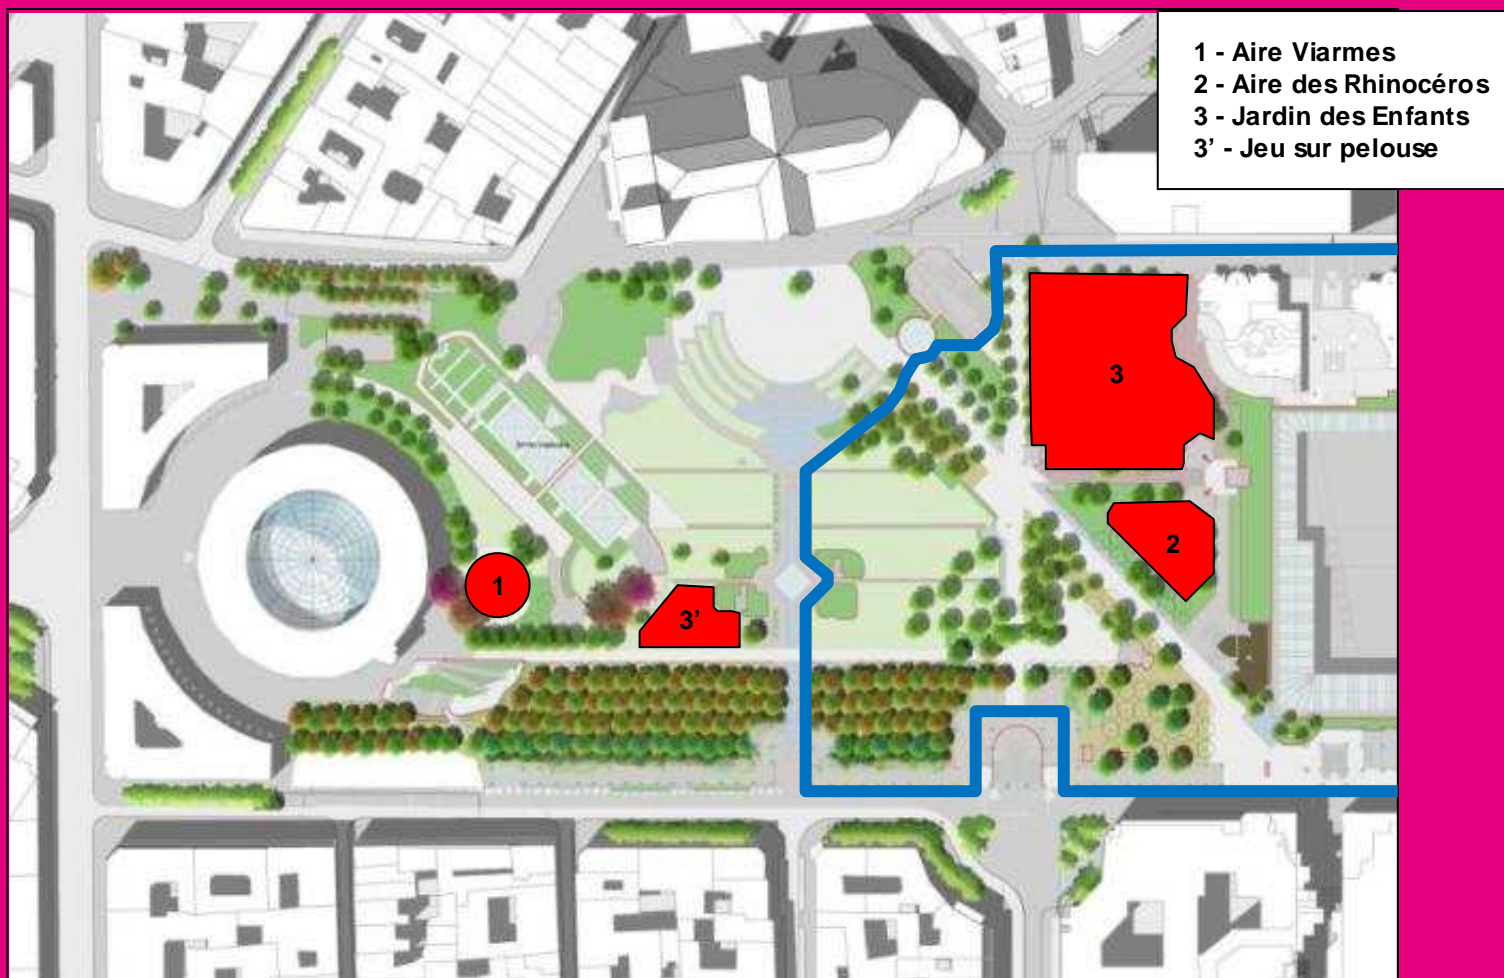 1 - Aire Viarmes
2 - Aire des Rhinocéros
3 - Jardin des Enfants
3’ - Jeu sur pelouse
3
2
1
3’